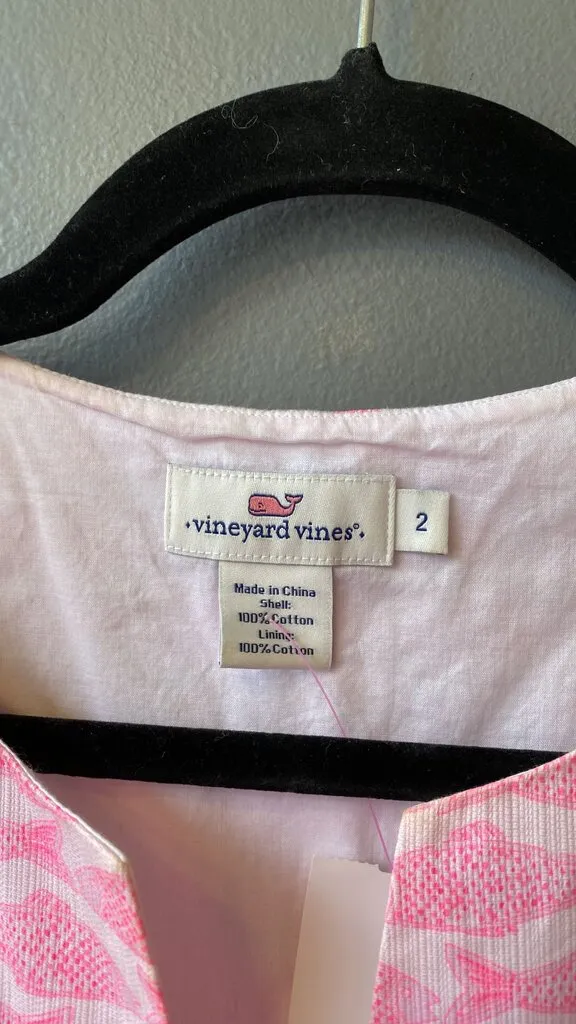 vineyard vines®
2
Made in China
Shell:
100% Cotton
Lining:
100% Cotton